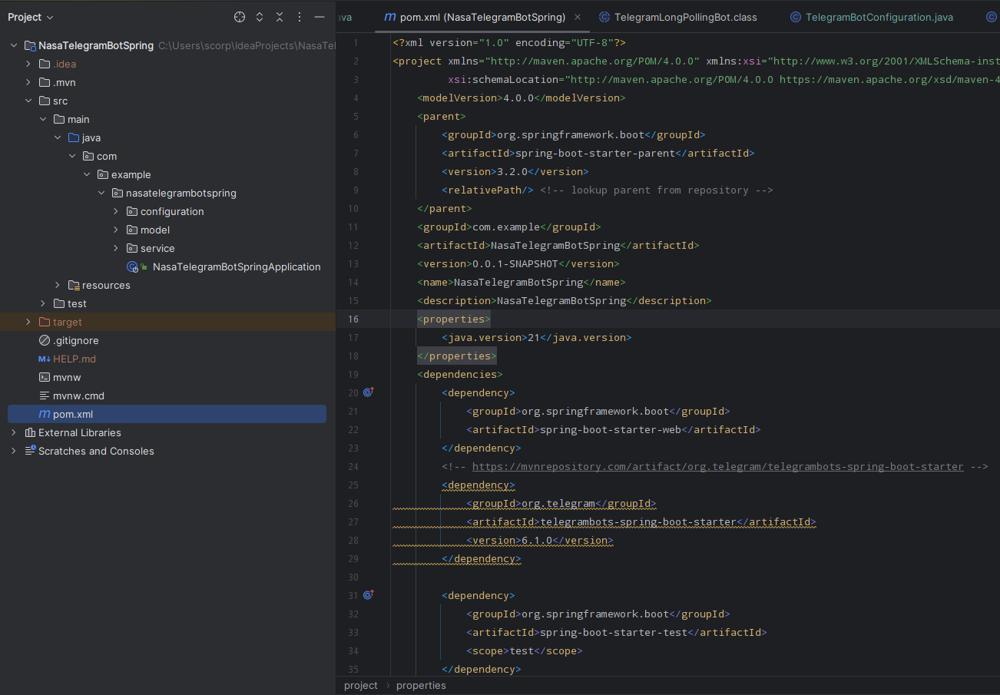 Project
NasaTelegramBotSpring C:\Users\scorp\IdeaProjects\NasaTel
.idea
.mvn
src
main
java
com
example
nasatelegrambotspring
configuration
model
service
NasaTelegramBotSpringApplication
resources
test
target
.gitignore
M↓ HELP.md
mvnw
mvnw.cmd
m pom.xml
External Libraries
Scratches and Consoles
ava
m pom.xml (NasaTelegramBotSpring)
TelegramLongPollingBot.class
TelegramBotConfiguration.java
1 <?xml version="1.0" encoding="UTF-8"?>
2 <project xmlns="http://maven.apache.org/POM/4.0.0" xmlns:xsi="http://www.w3.org/2001/XMLSchema-inst
3 xsi:schemaLocation="http://maven.apache.org/POM/4.0.0 https://maven.apache.org/xsd/maven-4
4 <modelVersion>4.0.0</modelVersion>
5 <parent>
6 <groupId>org.springframework.boot</groupId>
7 <artifactId>spring-boot-starter-parent</artifactId>
8 <version>3.2.0</version>
9 <relativePath/> <!-- lookup parent from repository -->
10 </parent>
11 <groupId>com.example</groupId>
12 <artifactId>NasaTelegramBotSpring</artifactId>
13 <version>0.0.1-SNAPSHOT</version>
14 <name>NasaTelegramBotSpring</name>
15 <description>NasaTelegramBotSpring</description>
16 <properties>
17 <java.version>21</java.version>
18 </properties>
19 <dependencies>
20 <dependency>
21 <groupId>org.springframework.boot</groupId>
22 <artifactId>spring-boot-starter-web</artifactId>
23 </dependency>
24 <!-- https://mvnrepository.com/artifact/org.telegram/telegrambots-spring-boot-starter -->
25 <dependency>
26 <groupId>org.telegram</groupId>
27 <artifactId>telegrambots-spring-boot-starter</artifactId>
28 <version>6.1.0</version>
29 </dependency>
30
31 <dependency>
32 <groupId>org.springframework.boot</groupId>
33 <artifactId>spring-boot-starter-test</artifactId>
34 <scope>test</scope>
35 </dependency>
project › properties